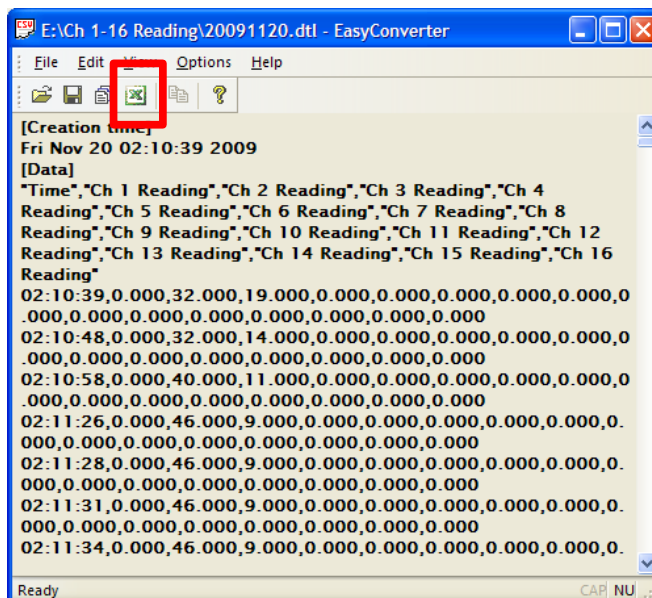 E:\Ch 1-16 Reading\20091120.dtl - EasyConverter
File Edit View Options Help
[Creation time]
Fri Nov 20 02:10:39 2009
[Data]
"Time","Ch 1 Reading","Ch 2 Reading","Ch 3 Reading","Ch 4
Reading","Ch 5 Reading","Ch 6 Reading","Ch 7 Reading","Ch 8
Reading","Ch 9 Reading","Ch 10 Reading","Ch 11 Reading","Ch 12
Reading","Ch 13 Reading","Ch 14 Reading","Ch 15 Reading","Ch 16
Reading"
02:10:39,0.000,32.000,19.000,0.000,0.000,0.000,0.000,0.000,0
.000,0.000,0.000,0.000,0.000,0.000,0.000,0.000
02:10:48,0.000,32.000,14.000,0.000,0.000,0.000,0.000,0.000,0
.000,0.000,0.000,0.000,0.000,0.000,0.000,0.000
02:10:58,0.000,40.000,11.000,0.000,0.000,0.000,0.000,0.000,0
.000,0.000,0.000,0.000,0.000,0.000,0.000,0.000
02:11:26,0.000,46.000,9.000,0.000,0.000,0.000,0.000,0.000,0.
000,0.000,0.000,0.000,0.000,0.000,0.000,0.000
02:11:28,0.000,46.000,9.000,0.000,0.000,0.000,0.000,0.000,0.
000,0.000,0.000,0.000,0.000,0.000,0.000,0.000
02:11:31,0.000,46.000,9.000,0.000,0.000,0.000,0.000,0.000,0.
000,0.000,0.000,0.000,0.000,0.000,0.000,0.000
02:11:34,0.000,46.000,9.000,0.000,0.000,0.000,0.000,0.000,0.
Ready CAP NU